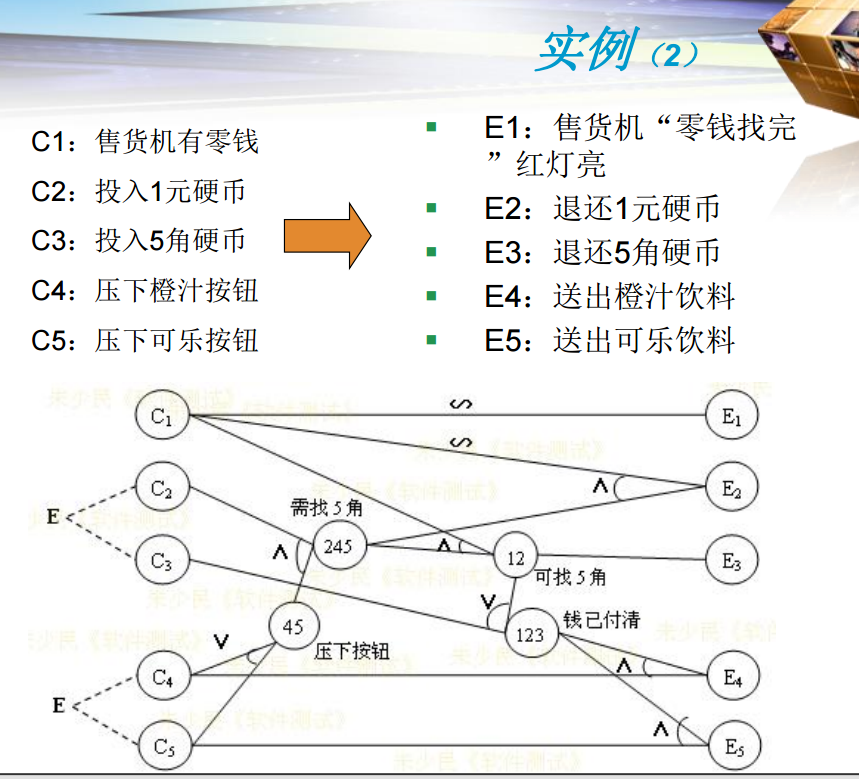 实例（2）
C1：售货机有零钱
C2：投入1元硬币
C3：投入5角硬币
C4：压下橙汁按钮
C5：压下可乐按钮
E1：售货机“零钱找完
”红灯亮
E2：退还1元硬币
E3：退还5角硬币
E4：送出橙汁饮料
E5：送出可乐饮料
C1 ∽ E1
∽
C2 ∧ E2
E 需找5角
245 ∧ 12
C3 ∧ E3
可找5角
∨
45 123 钱已付清
∨ 压下按钮
C4 ∧ E4
E
C5 ∧ E5